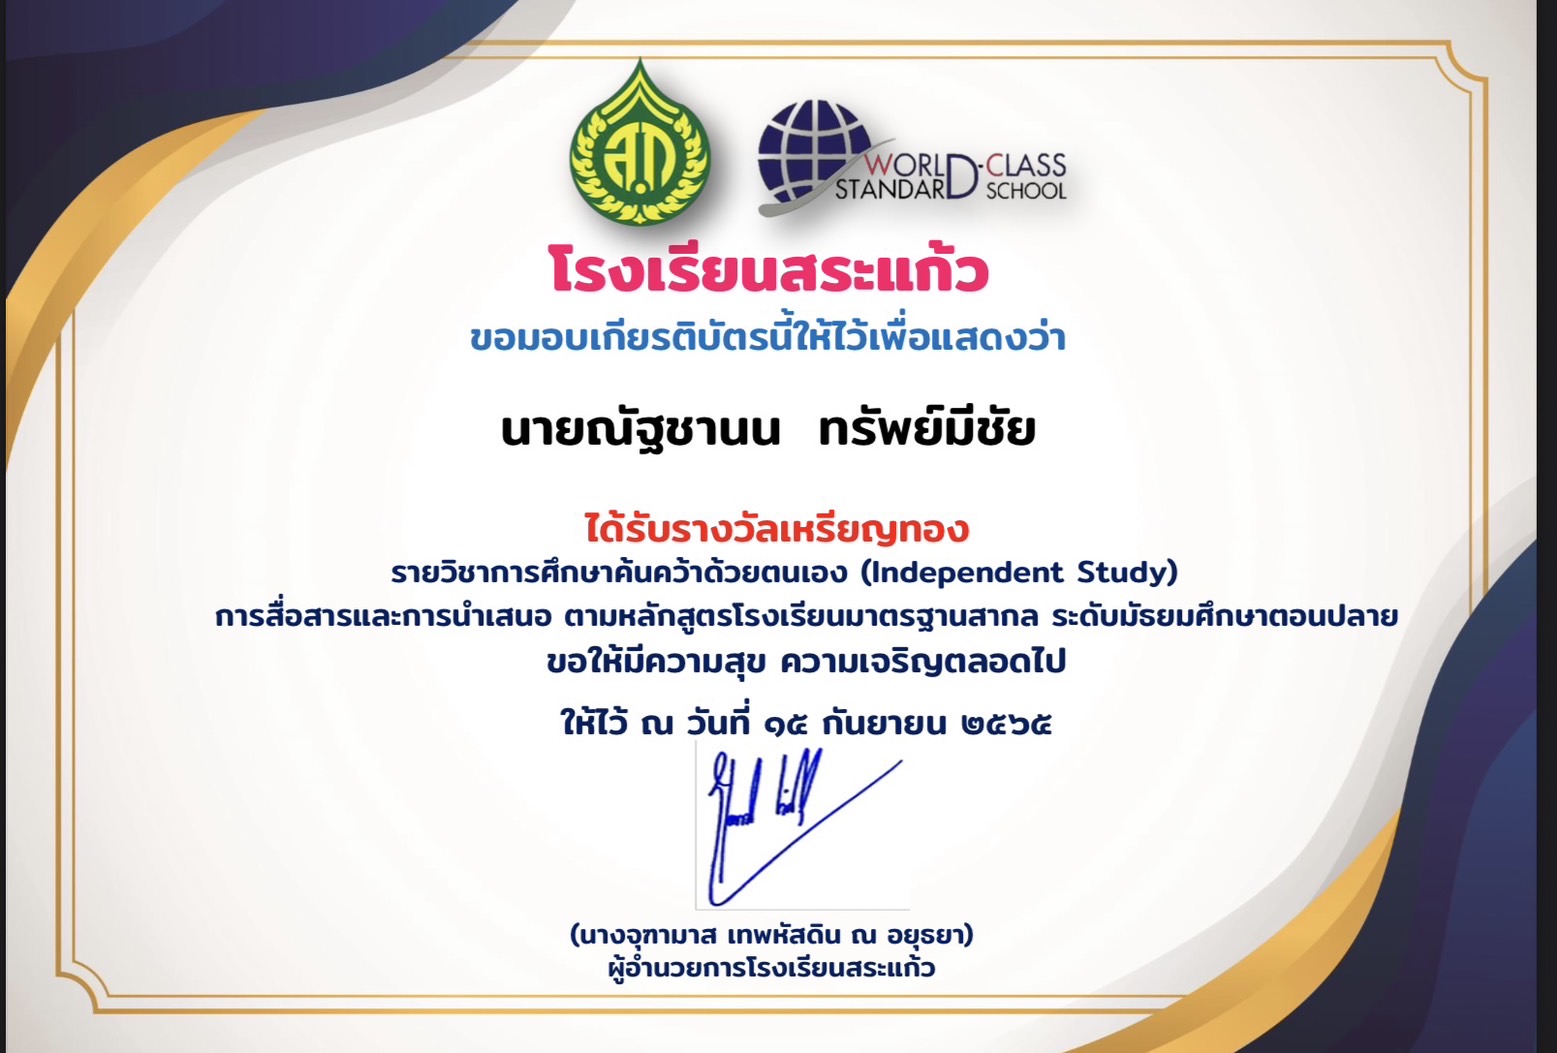 ส.ก
WORLD-CLASS
STANDARD SCHOOL
โรงเรียนสระแก้ว
ขอมอบเกียรติบัตรนี้ให้ไว้เพื่อแสดงว่า
นายณัฐชานน ทรัพย์มีชัย
ได้รับรางวัลเหรียญทอง
รายวิชาการศึกษาค้นคว้าด้วยตนเอง (Independent Study)
การสื่อสารและการนำเสนอ ตามหลักสูตรโรงเรียนมาตรฐานสากล ระดับมัธยมศึกษาตอนปลาย
ขอให้มีความสุข ความเจริญตลอดไป
ให้ไว้ ณ วันที่ ๑๕ กันยายน ๒๕๖๕
(นางจุฑามาส เทพหัสดิน ณ อยุธยา)
ผู้อำนวยการโรงเรียนสระแก้ว